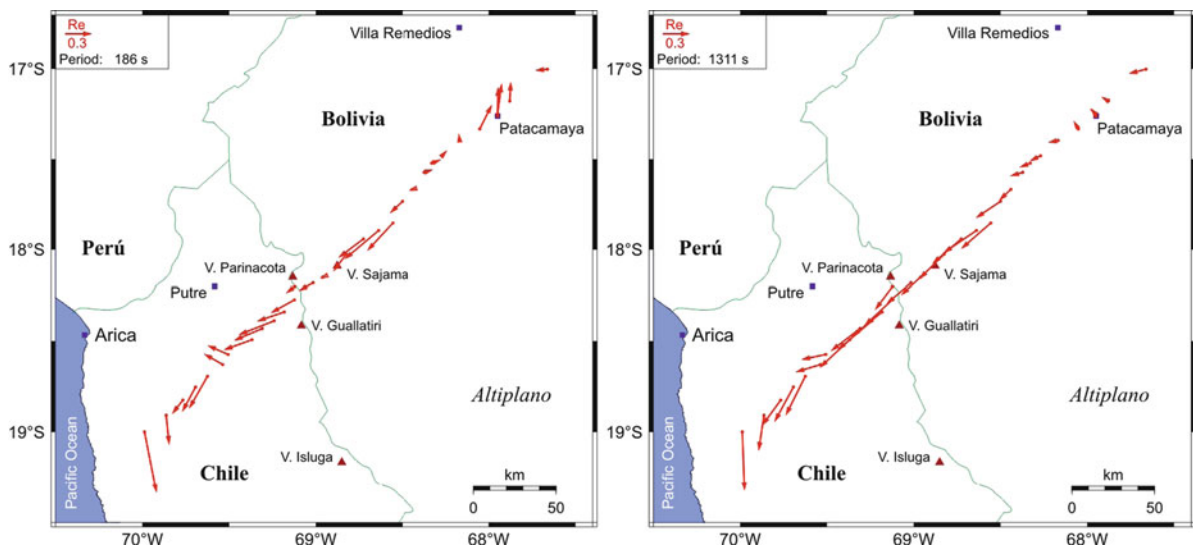 Re
0.3
Period: 186 s
Villa Remedios
17°S
Bolivia
Patacamaya
18°S
Perú
V. Parinacota
V. Sajama
Putre
Arica
V. Guallatiri
Altiplano
19°S
Pacific Ocean
Chile
V. Isluga
km
0 50
70°W 69°W 68°W
Re
0.3
Period: 1311 s
Villa Remedios
17°S
Bolivia
Patacamaya
18°S
Perú
V. Parinacota
V. Sajama
Putre
Arica
V. Guallatiri
Altiplano
19°S
Pacific Ocean
Chile
V. Isluga
km
0 50
70°W 69°W 68°W